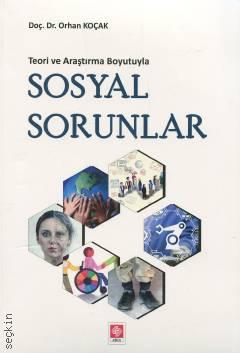 Doç. Dr. Orhan KOÇAK
Teori ve Araştırma Boyutuyla
SOSYAL
SORUNLAR
seçkin